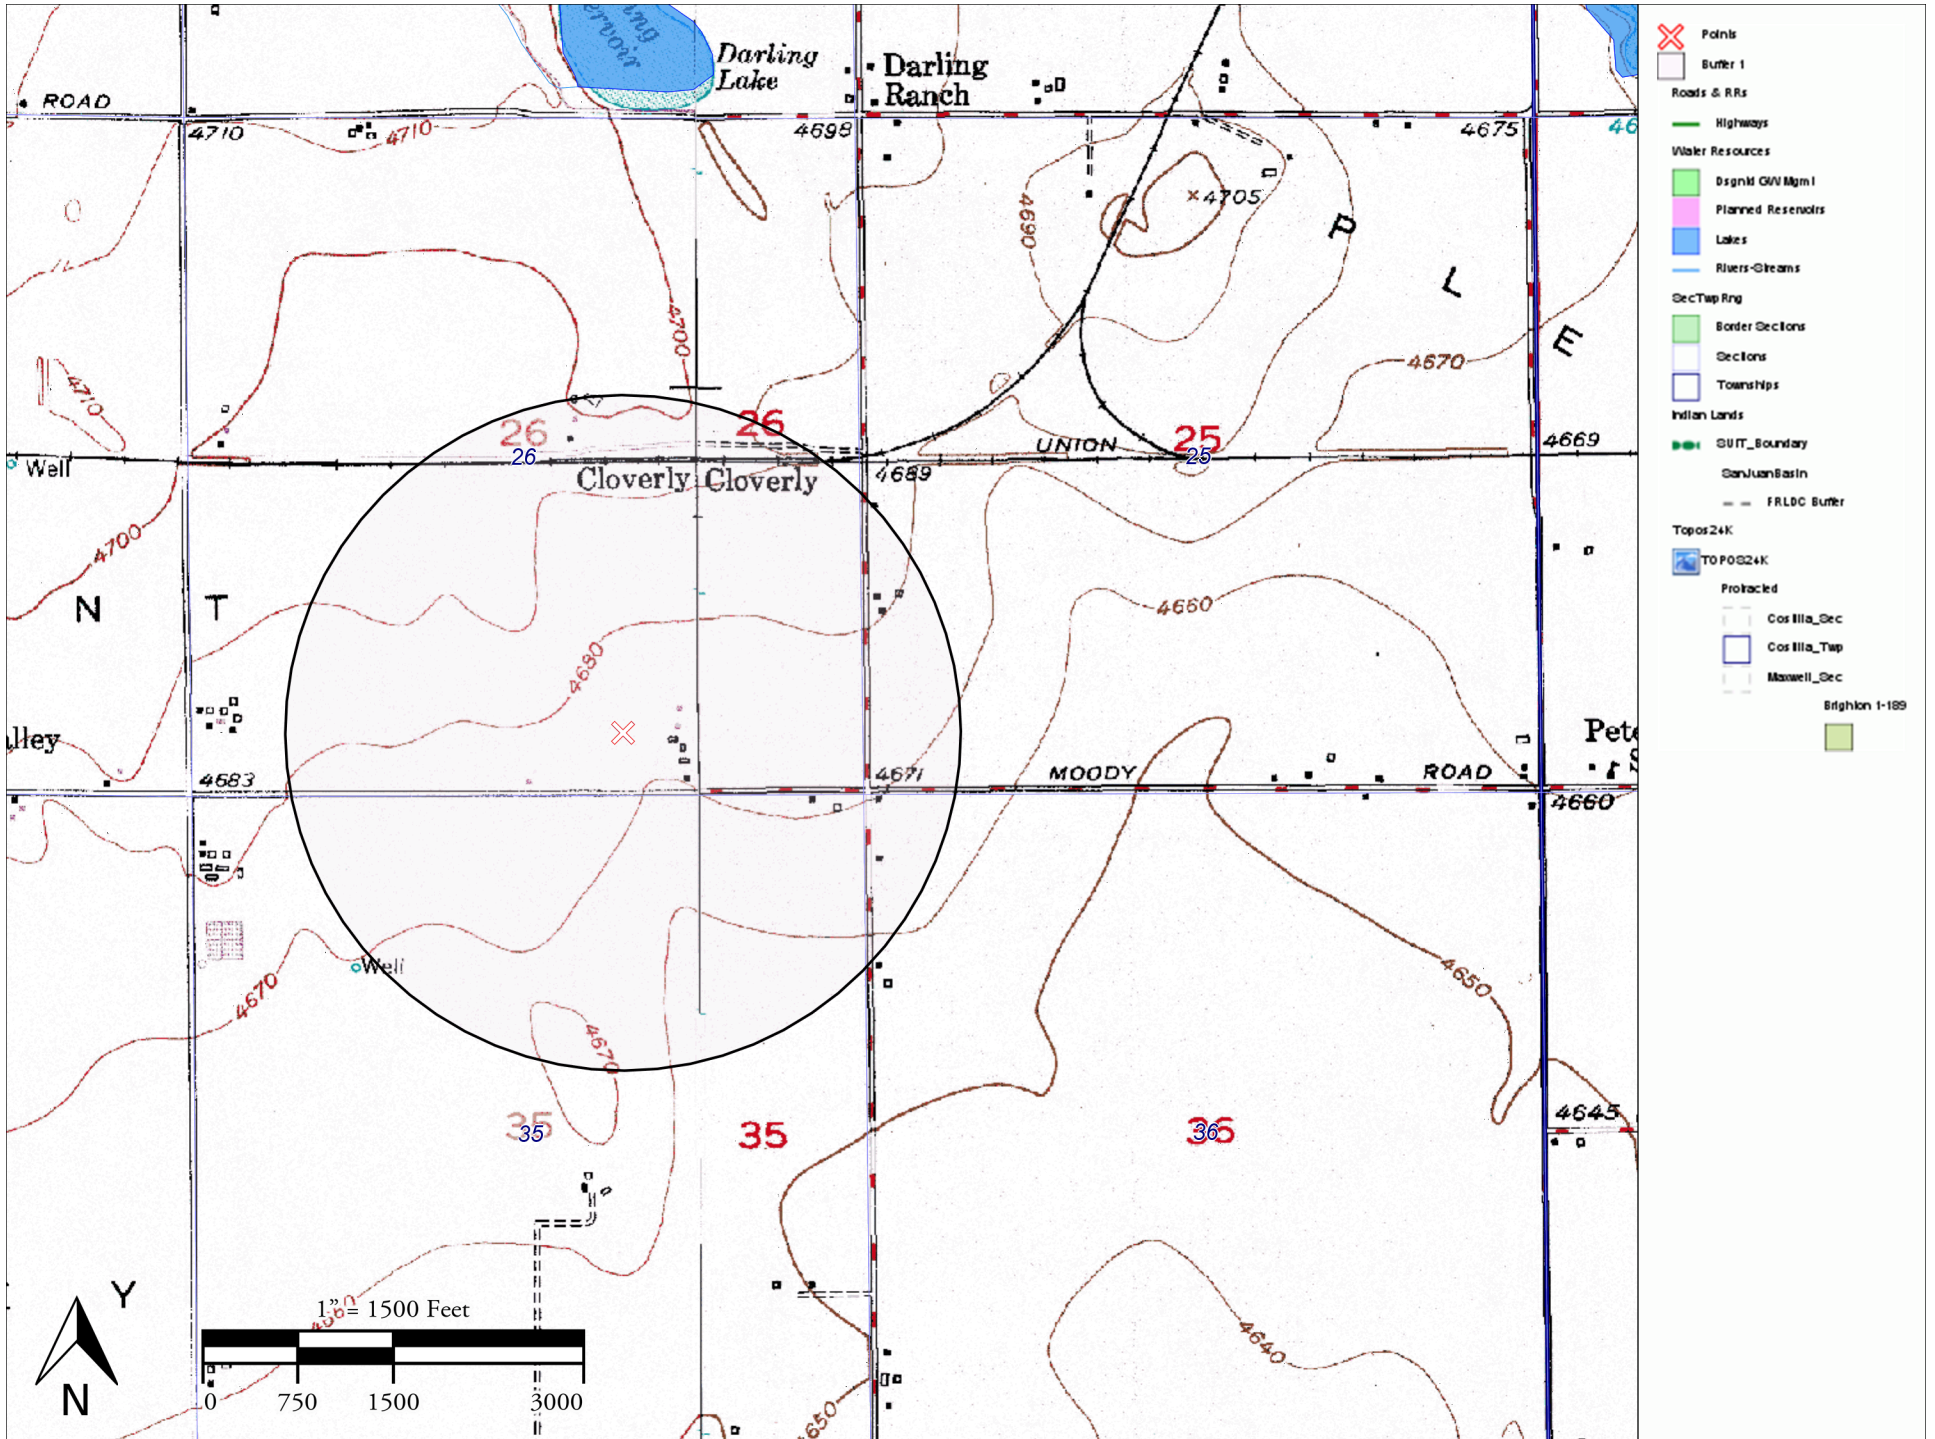 ervoir
Darling
Lake
Darling
Ranch
ROAD
4710
4710
4698
4675
46
4705
4690
P
L
E
4700
4710
4670
26
26
26
UNION
25
25
4669
Well
Cloverly
Cloverly
4689
4700
N
T
4660
4680
lley
4683
4671
MOODY
ROAD
Pete
S
4660
Well
4670
4650
4670
35
35
35
36
36
4645
Y
4660
1” = 1500 Feet
0
750
1500
3000
N
4650
4640
Points
Buffer 1
Roads & RRs
Highways
Water Resources
Dsgntd GW Mgmt
Planned Reservoirs
Lakes
Rivers-Streams
SecTwpRng
Border Sections
Sections
Townships
Indian Lands
SUIT_Boundary
SanJuanBasin
FRLDC Buffer
Topos24K
TOPOS24K
Protracted
Costilla_Sec
Costilla_Twp
Maxwell_Sec
Brighton 1-189